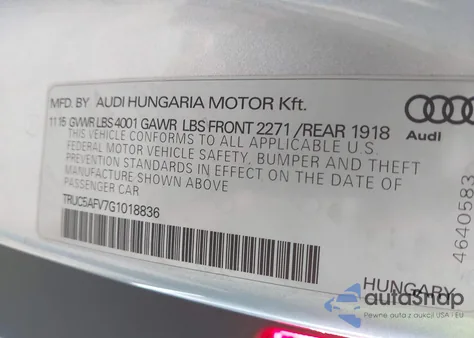 MFD. BY AUDI HUNGARIA MOTOR Kft.
11 15 GVWR LBS 4001 GAWR LBS FRONT 2271 /REAR 1918
THIS VEHICLE CONFORMS TO ALL APPLICABLE U.S.
FEDERAL MOTOR VEHICLE SAFETY, BUMPER AND THEFT
PREVENTION STANDARDS IN EFFECT ON THE DATE OF
MANUFACTURE SHOWN ABOVE
PASSENGER CAR
TRUC5AFV7G1018836
Audi
46405583
HUNGARY
autoSnap
Pewne auta z aukcji USA i EU